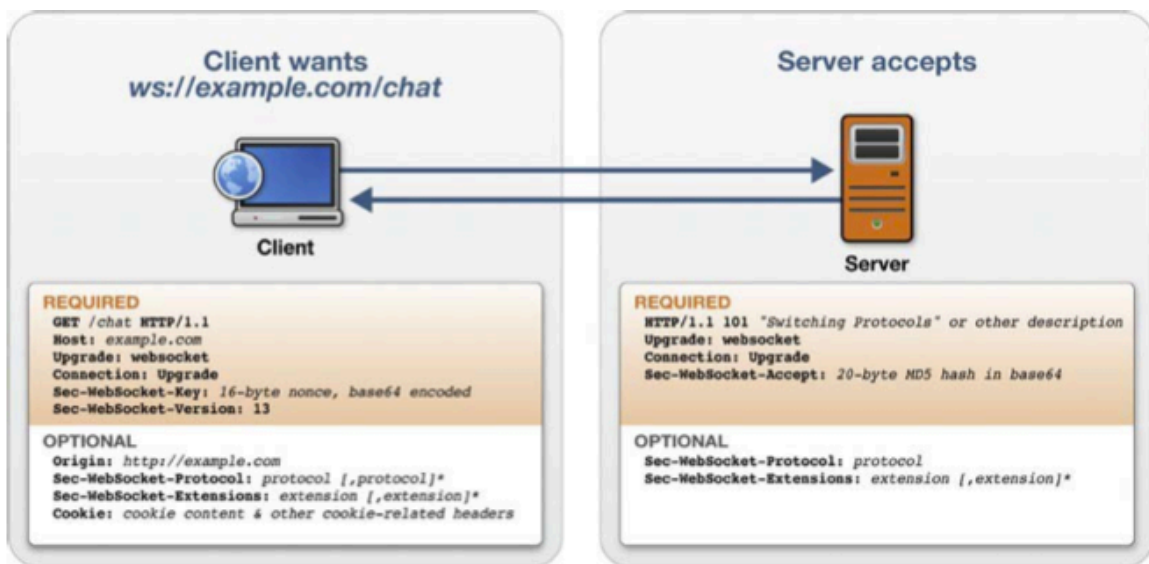 Client wants
ws://example.com/chat
Client
REQUIRED
GET /chat HTTP/1.1
Host: example.com
Upgrade: websocket
Connection: Upgrade
Sec-WebSocket-Key: 16-byte nonce, base64 encoded
Sec-WebSocket-Version: 13
OPTIONAL
Origin: http://example.com
Sec-WebSocket-Protocol: protocol [,protocol]*
Sec-WebSocket-Extensions: extension [,extension]*
Cookie: cookie content & other cookie-related headers
Server accepts
Server
REQUIRED
HTTP/1.1 101 "Switching Protocols" or other description
Upgrade: websocket
Connection: Upgrade
Sec-WebSocket-Accept: 20-byte MD5 hash in base64
OPTIONAL
Sec-WebSocket-Protocol: protocol
Sec-WebSocket-Extensions: extension [,extension]*